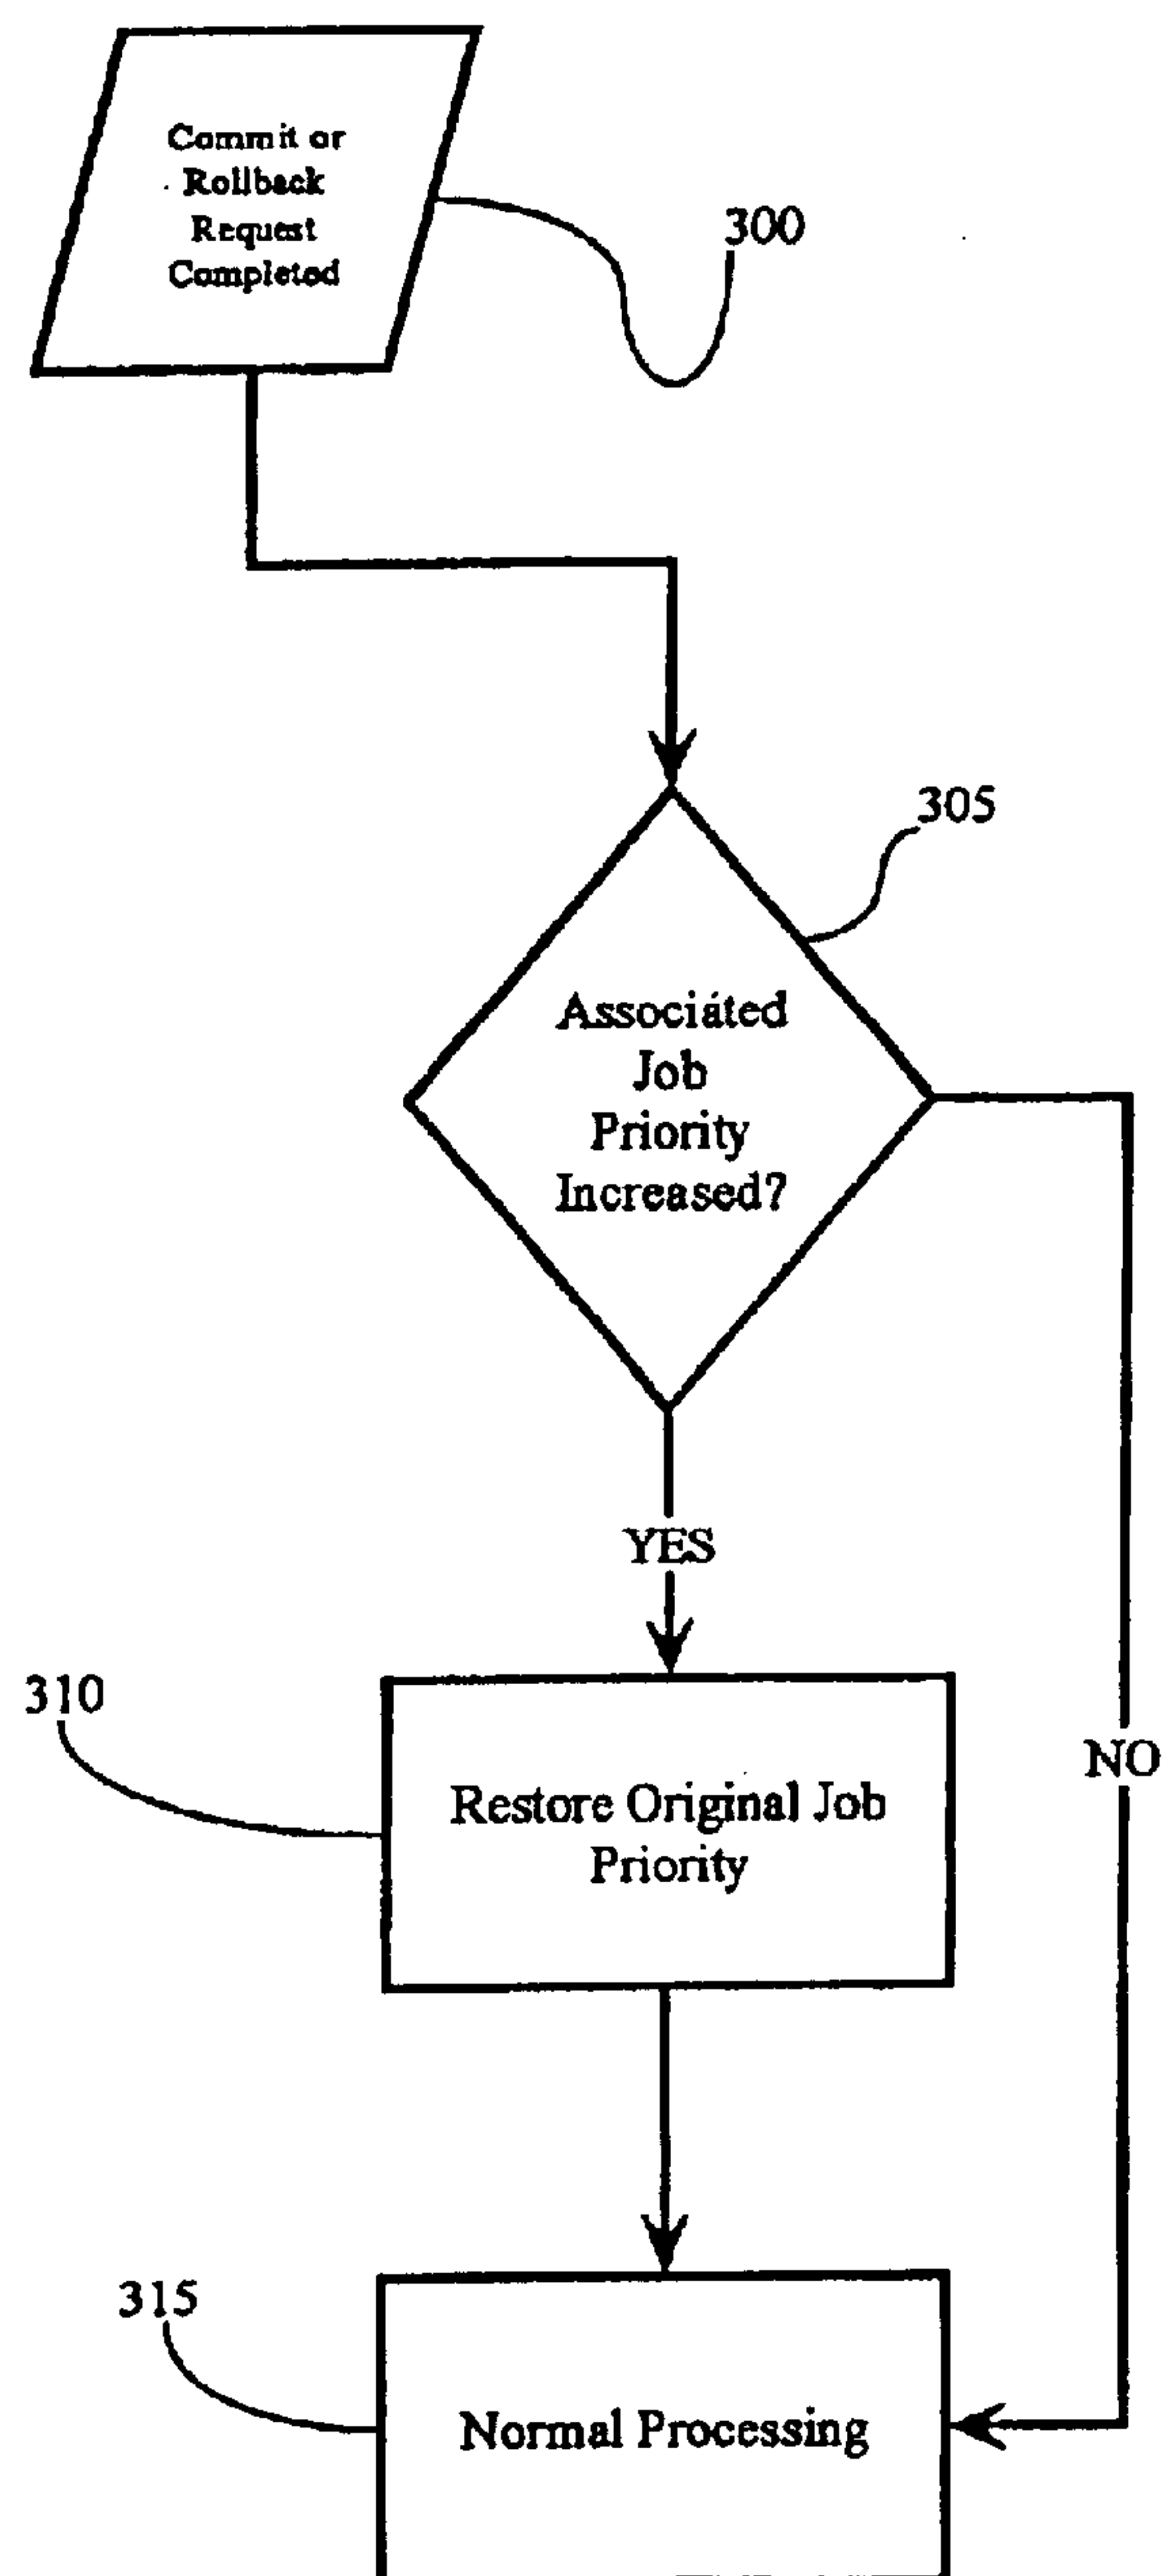 Commit or
Rollback
Request
Completed
300
305
Associated
Job
Priority
Increased?
YES
310
NO
Restore Original Job
Priority
315
Normal Processing